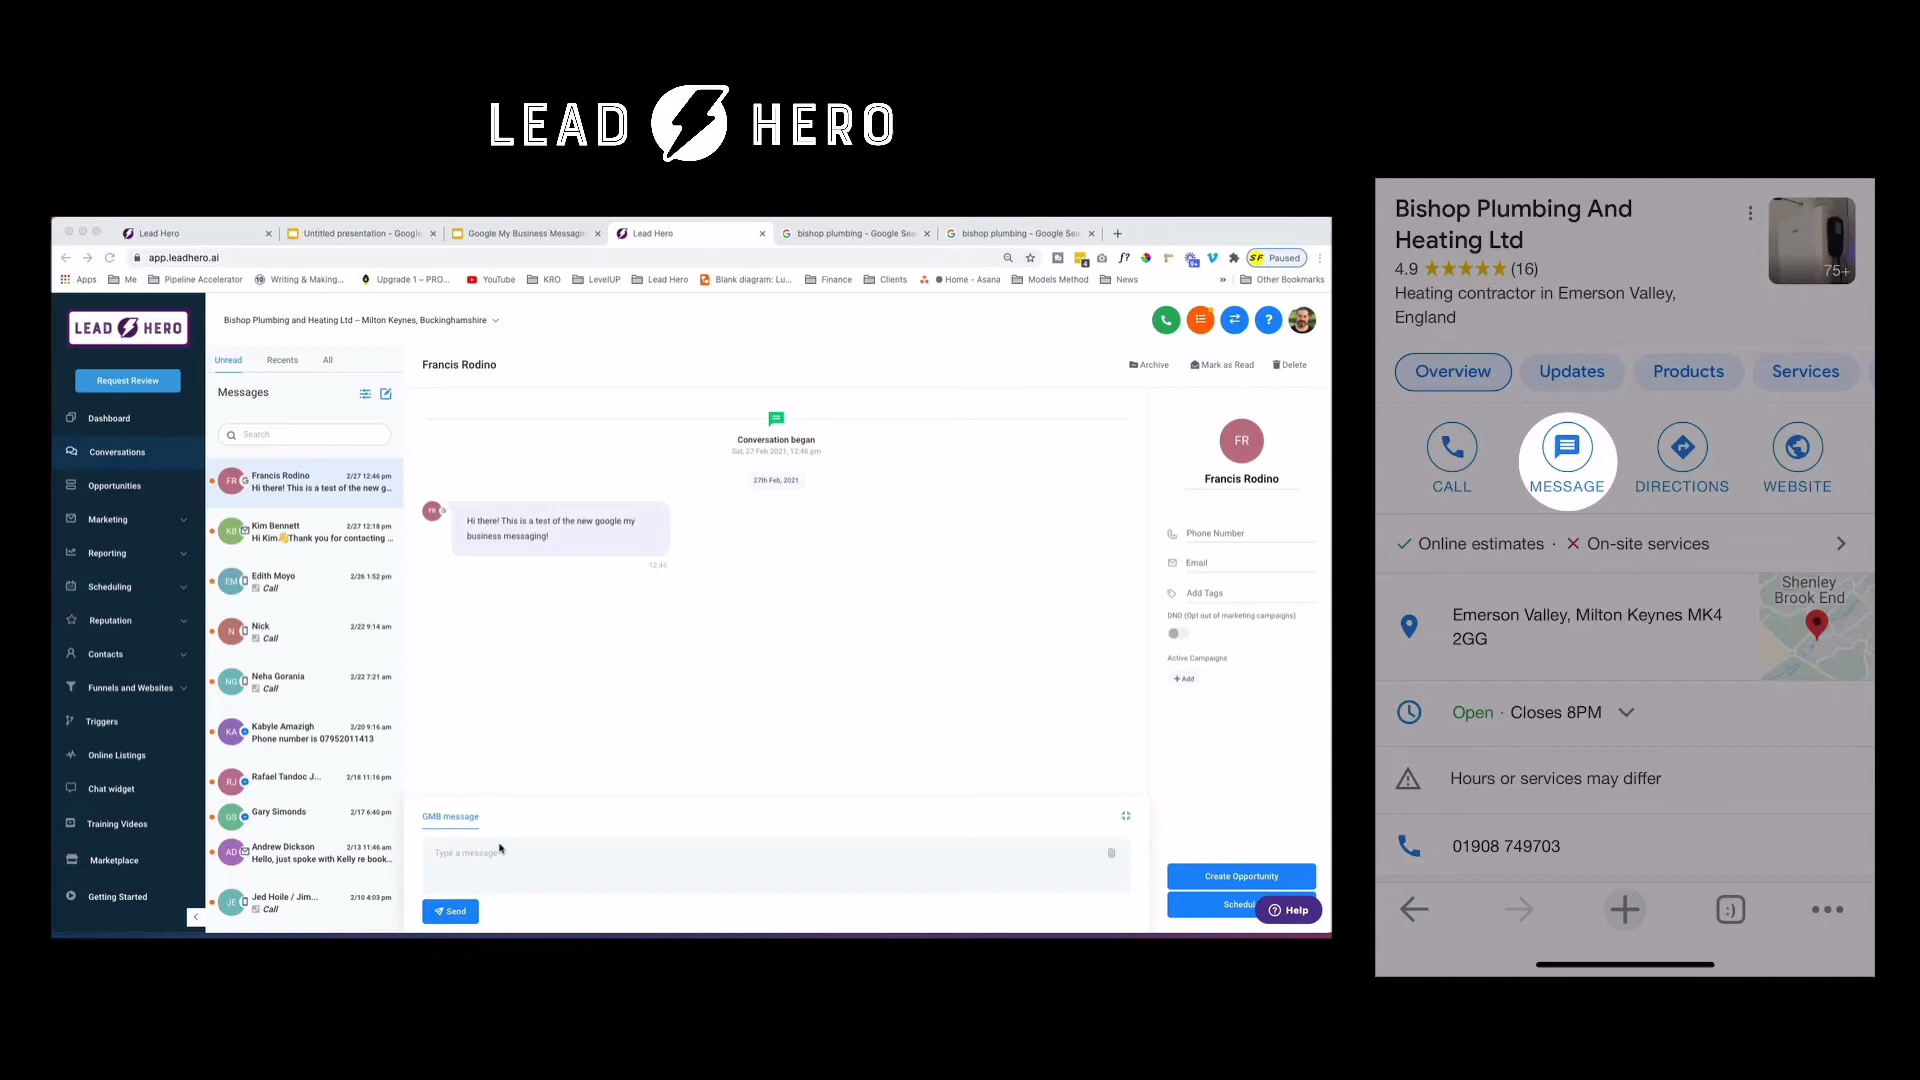 LEAD HERO
Lead Hero
Untitled presentation - Google
Google My Business Messagin
Lead Hero
bishop plumbing - Google Sea
bishop plumbing - Google Sea
app.leadhero.ai
SF Paused
Apps
Me
Pipeline Accelerator
Writing & Making...
Upgrade 1 – PRO...
YouTube
KRO
LevelUP
Lead Hero
Blank diagram: Lu...
Finance
Clients
Home - Asana
Models Method
News
»
Other Bookmarks
LEAD HERO
Request Review
Dashboard
Conversations
Opportunities
Marketing
Reporting
Scheduling
Reputation
Contacts
Funnels and Websites
Triggers
Online Listings
Chat widget
Training Videos
Marketplace
Getting Started
Bishop Plumbing and Heating Ltd -- Milton Keynes, Buckinghamshire
Unread Recents All
Messages
Search
FR Francis Rodino 2/27 12:46 pm
Hi there! This is a test of the new g...
KB Kim Bennett 2/27 12:18 pm
Hi Kim👋Thank you for contacting ...
EM Edith Moyo 2/26 1:52 pm
Call
N Nick 2/22 9:14 am
Call
NG Neha Gorania 2/22 7:21 am
Call
KA Kabyle Amazigh 2/20 9:16 am
Phone number is 07952011413
RJ Rafael Tandoc J... 2/18 11:16 pm
GS Gary Simonds 2/17 6:40 pm
AD Andrew Dickson 2/13 11:46 am
Hello, just spoke with Kelly re book...
JE Jed Hoile / Jim... 2/10 4:03 pm
Call
Francis Rodino
Archive Mark as Read Delete
Conversation began
Sat, 27 Feb 2021, 12:46 pm
27th Feb, 2021
FR
Hi there! This is a test of the new google my
business messaging!
12:46
GMB message
Type a message
Send
FR
Francis Rodino
Phone Number
Email
Add Tags
DND (Opt out of marketing campaigns)
Active Campaigns
+ Add
Create Opportunity
Schedul
? Help
Bishop Plumbing And
Heating Ltd
4.9 ★★★★★ (16)
75+
Heating contractor in Emerson Valley,
England
Overview Updates Products Services
CALL MESSAGE DIRECTIONS WEBSITE
Online estimates · On-site services
Shenley
Brook End
Emerson Valley, Milton Keynes MK4
2GG
Open · Closes 8PM
Hours or services may differ
01908 749703
:)